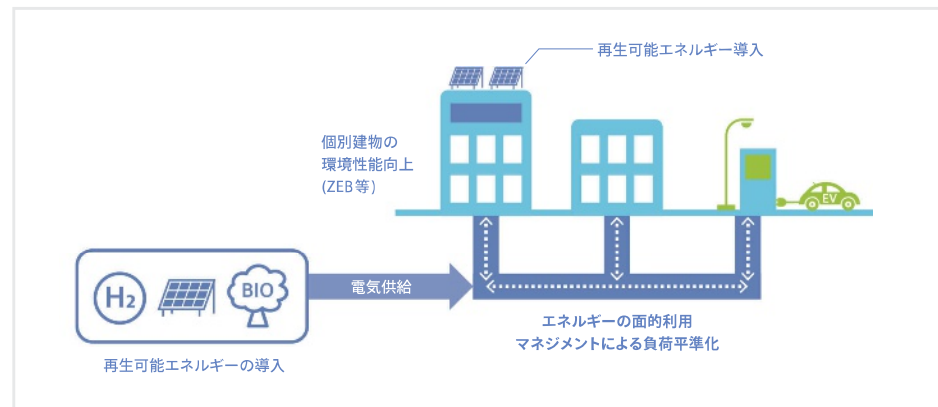 再生可能エネルギー導入
個別建物の
環境性能向上
(ZEB等)
EV
H₂
BIO
電気供給
再生可能エネルギーの導入
エネルギーの面的利用
マネジメントによる負荷平準化